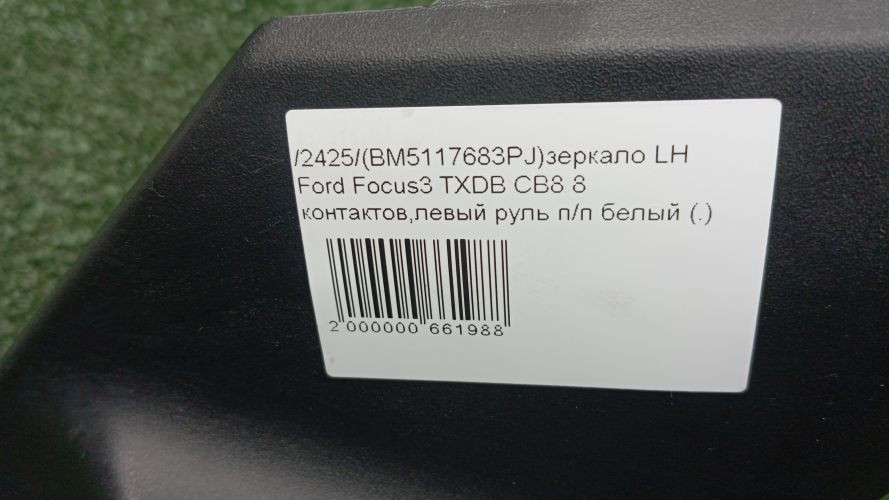 /2425/(BM5117683PJ)зеркало LH
Ford Focus3 TXDB CB8 8
контактов,левый руль п/п белый (.)
2 000000 661988